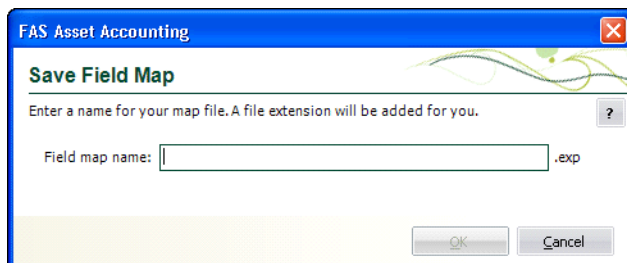 FAS Asset Accounting
Save Field Map
Enter a name for your map file. A file extension will be added for you.
?
Field map name: .exp
OK Cancel